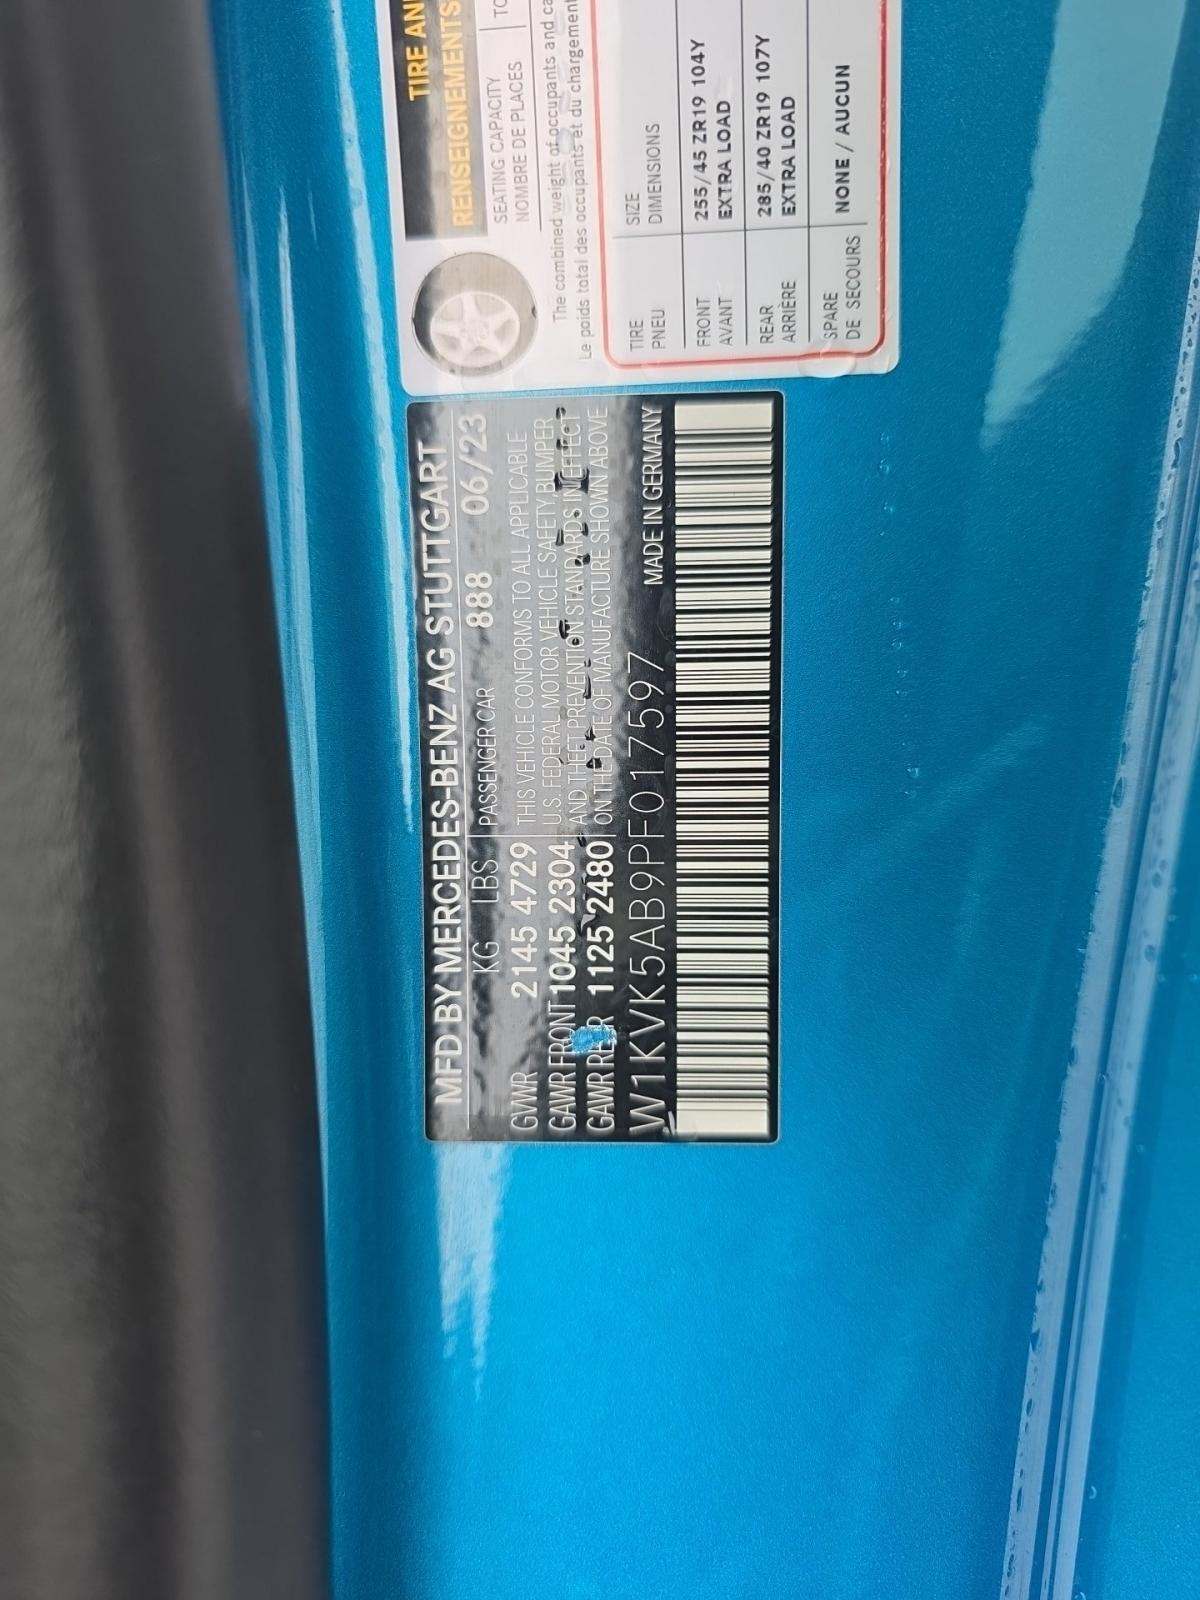 MFD BY MERCEDES-BENZ AG STUTTGART
KG LBS PASSENGER CAR 888 06/23
GVWR 2145 4729 THIS VEHICLE CONFORMS TO ALL APPLICABLE
GAWR FRONT 1045 2304 U.S. FEDERAL MOTOR VEHICLE SAFETY BUMPER
GAWR REAR 1125 2480 AND THEFT PREVENTION STANDARDS IN EFFECT
ON THE DATE OF MANUFACTURE SHOWN ABOVE
W1KVK5AB9PF017597 MADE IN GERMANY
TIRE
RENSEIGNEMENTS
SEATING CAPACITY
NOMBRE DE PLACES
The combined weight of occupants and
Le poids total des occupants et du chargement
TIRE SIZE
PNEU DIMENSIONS
FRONT 255/45 ZR19 104Y
AVANT EXTRA LOAD
REAR 285/40 ZR19 107Y
ARRIÈRE EXTRA LOAD
SPARE NONE / AUCUN
DE SECOURS